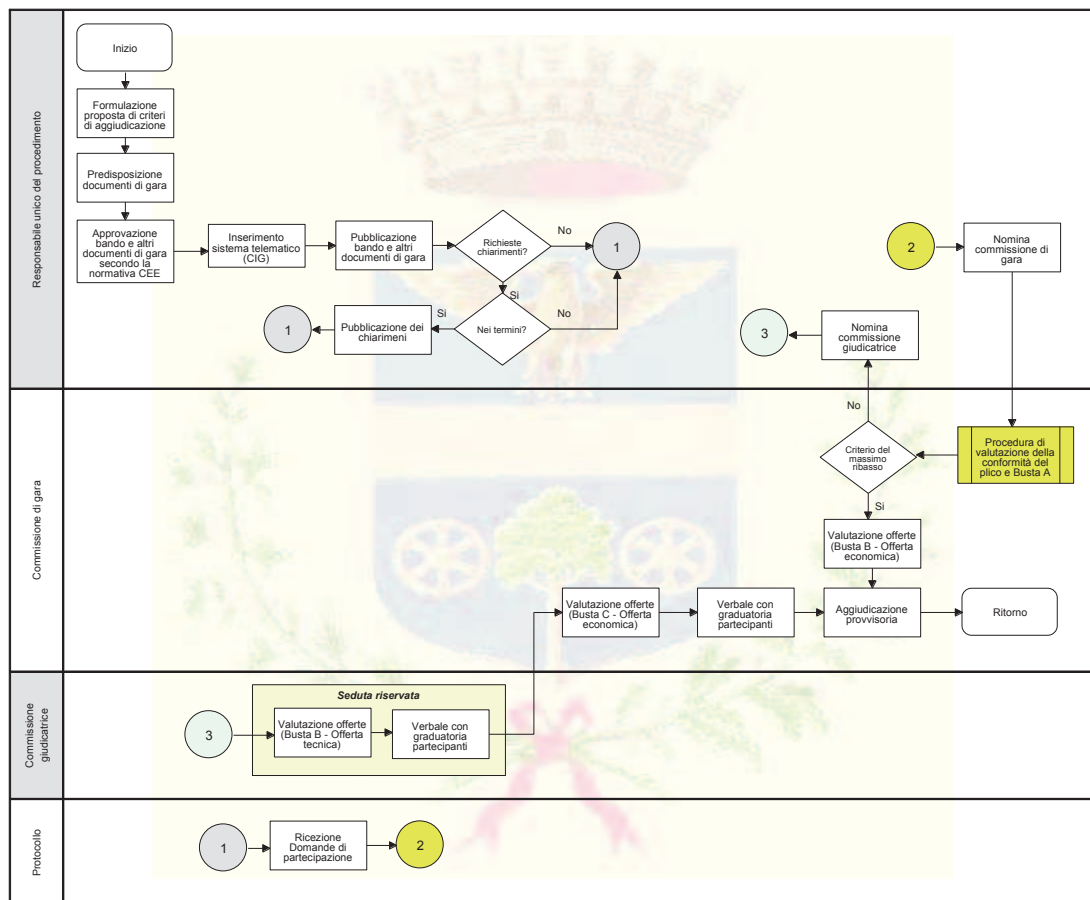 Responsabile unico del procedimento
Inizio
Formulazione
proposta di criteri
di aggiudicazione
Predisposizione
documenti di gara
Approvazione
bando e altri
documenti di gara
secondo la
normativa CEE
Inserimento
sistema telematico
(CIG)
Pubblicazione
bando e altri
documenti di gara
Richieste
chiarimenti?
No
1
Si
Nei termini?
No
Si
Pubblicazione dei
chiarimeni
1
2
Nomina
commissione di
gara
Nomina
commissione
giudicatrice
3
Commissione di gara
No
Criterio del
massimo
ribasso
Procedura di
valutazione della
conformità del
plico e Busta A
Si
Valutazione offerte
(Busta B - Offerta
economica)
Valutazione offerte
(Busta C - Offerta
economica)
Verbale con
graduatoria
partecipanti
Aggiudicazione
provvisoria
Ritorno
Commissione
giudicatrice
Seduta riservata
3
Valutazione offerte
(Busta B - Offerta
tecnica)
Verbale con
graduatoria
partecipanti
Protocollo
1
Ricezione
Domande di
partecipazione
2